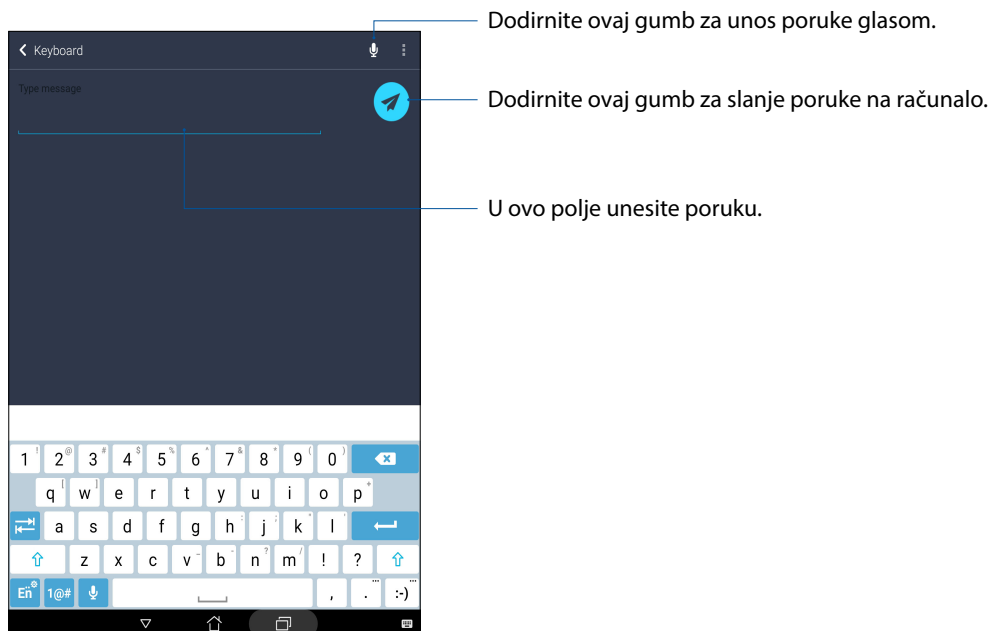 Dodirnite ovaj gumb za unos poruke glasom.
Keyboard
Type message
Dodirnite ovaj gumb za slanje poruke na računalo.
U ovo polje unesite poruku.
1 ! 2 @ 3 # 4 $ 5 % 6 ^ 7 & 8 * 9 ( 0 )
q [ w ] e r t y u i o p +
a s d f g h : j ; k " l '
z x c v - b - n ? m / ! ?
En 1@# , . ... :-) ...